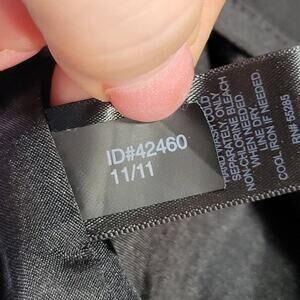 ID#42460
11/11
SEPARATELY ONLY
NON-CHLORINE BLEACH
WHEN NEEDED.
LINE DRY.
COOL IRON IF NEEDED.
RN# 55285